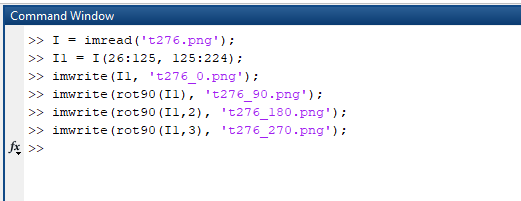 Command Window
>> I = imread('t276.png');
>> I1 = I(26:125, 125:224);
>> imwrite(I1, 't276_0.png');
>> imwrite(rot90(I1), 't276_90.png');
>> imwrite(rot90(I1,2), 't276_180.png');
>> imwrite(rot90(I1,3), 't276_270.png');
fx >>